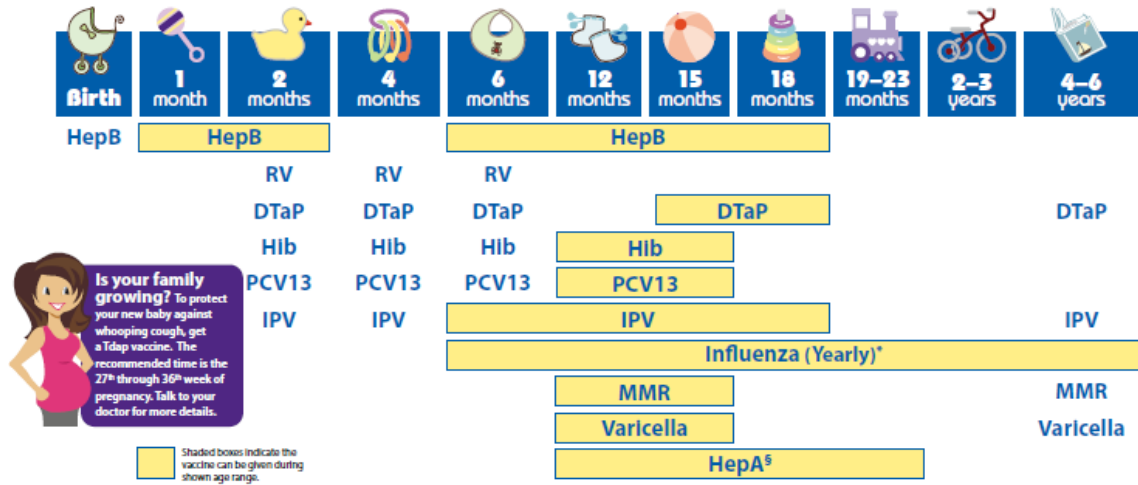 Birth
1
month
2
months
4
months
6
months
12
months
15
months
18
months
19–23
months
2–3
years
4–6
years
HepB HepB HepB
RV RV RV
DTaP DTaP DTaP DTaP DTaP
Hib Hib Hib Hib
PCV13 PCV13 PCV13 PCV13
IPV IPV IPV IPV
Influenza (Yearly)*
MMR MMR
Varicella Varicella
HepA§
Is your family
growing? To protect
your new baby against
whooping cough, get
a Tdap vaccine. The
recommended time is the
27th through 36th week of
pregnancy. Talk to your
doctor for more details.
Shaded boxes indicate the
vaccine can be given during
shown age range.